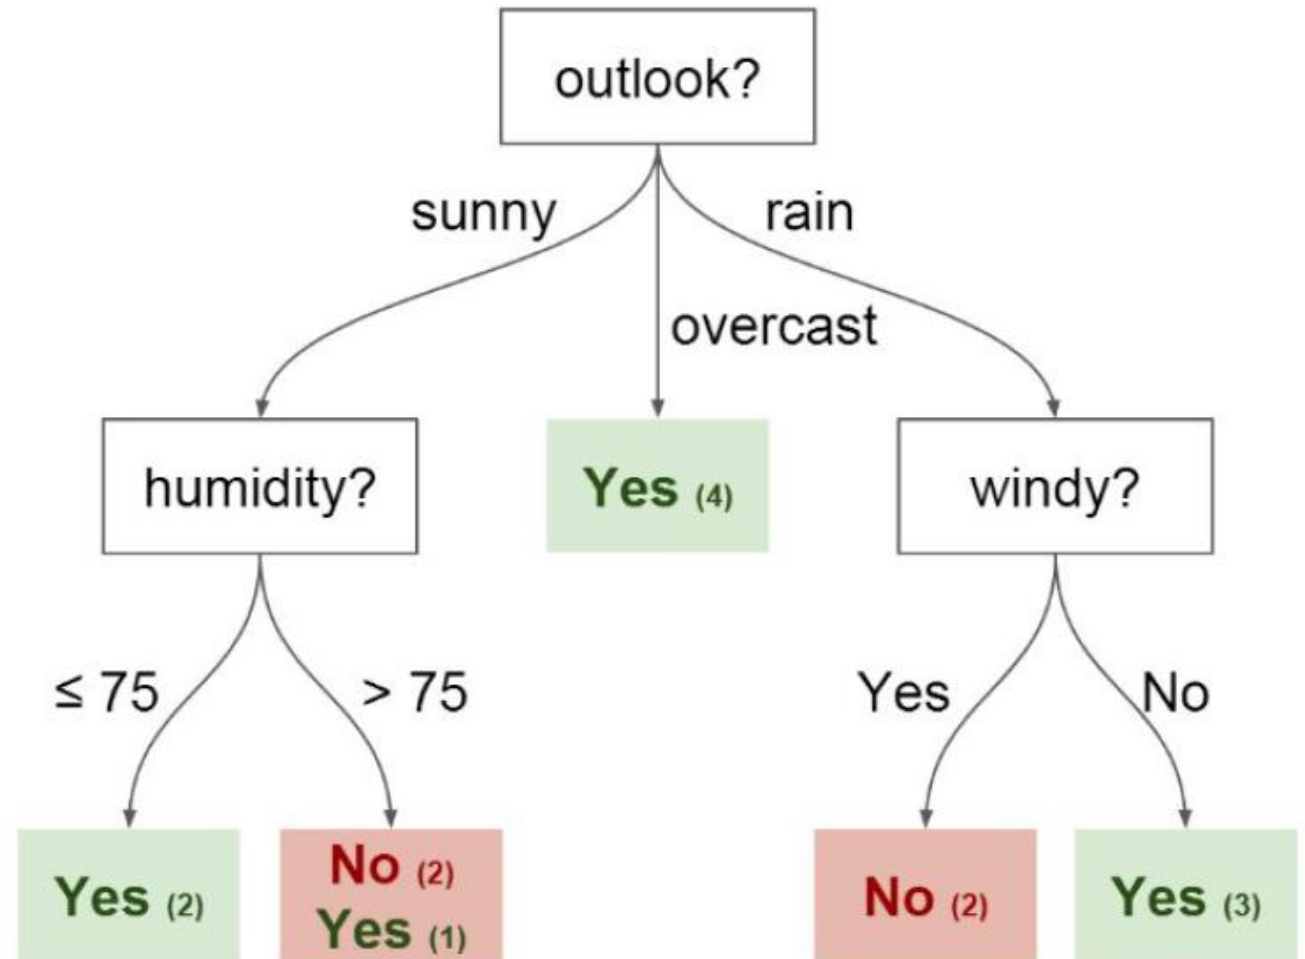 outlook?
sunny
rain
overcast
humidity?
Yes (4)
windy?
≤ 75
> 75
Yes
No
Yes (2)
No (2)
Yes (1)
No (2)
Yes (3)